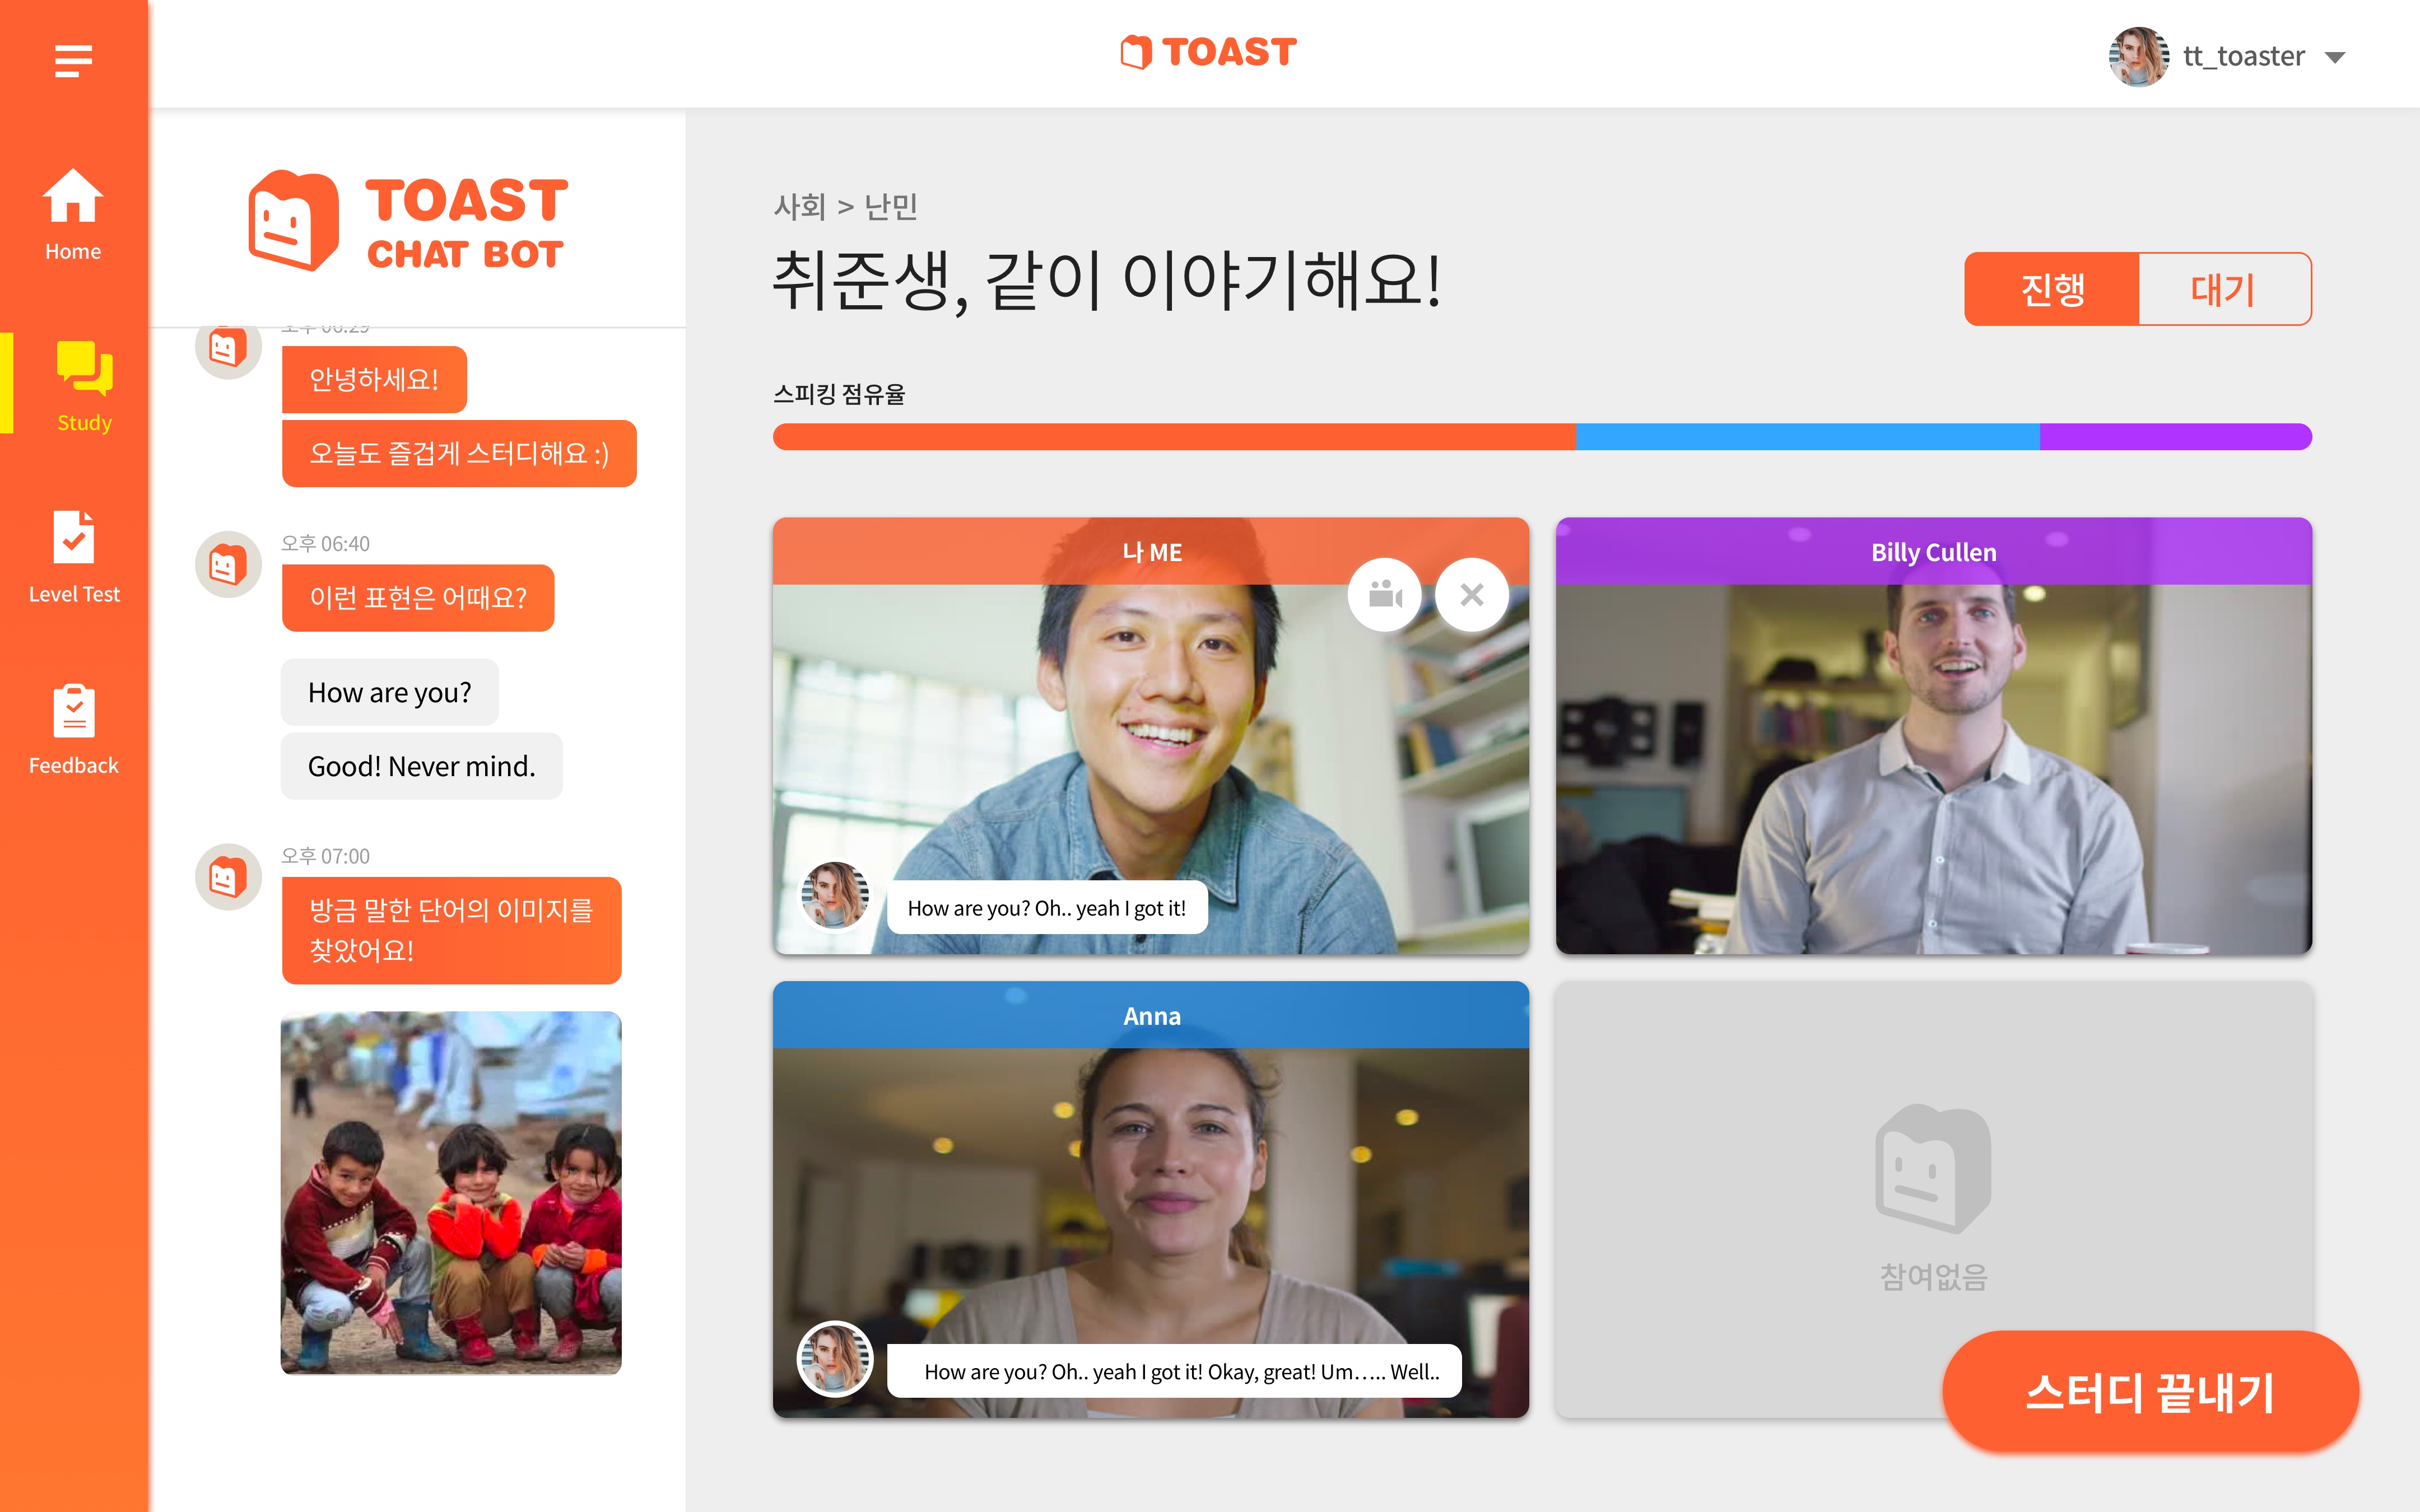 TOAST
tt_toaster
Home
Study
Level Test
Feedback
TOAST
CHAT BOT
오후 06:29
안녕하세요!
오늘도 즐겁게 스터디해요 :)
오후 06:40
이런 표현은 어때요?
How are you?
Good! Never mind.
오후 07:00
방금 말한 단어의 이미지를
찾았어요!
사회 > 난민
취준생, 같이 이야기해요!
진행
대기
스피킹 점유율
나 ME
How are you? Oh.. yeah I got it!
Billy Cullen
Anna
How are you? Oh.. yeah I got it! Okay, great! Um….. Well..
참여없음
스터디 끝내기